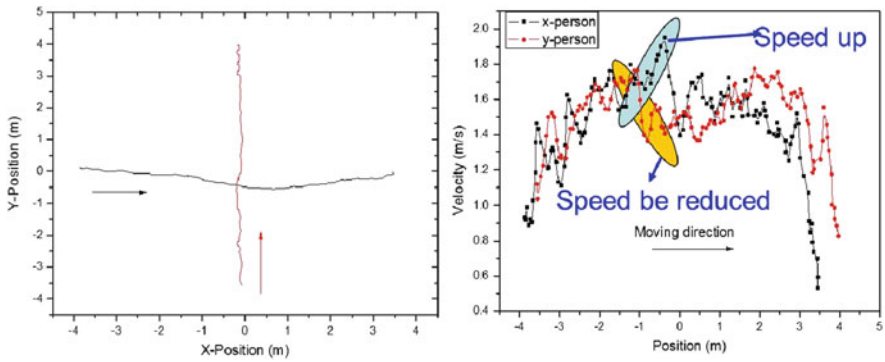 4
3
2
1
0
-1
-2
-3
-4
Y-Position (m)
-4 -3 -2 -1 0 1 2 3 4
X-Position (m)
2.0
1.8
1.6
1.4
1.2
1.0
0.8
0.6
0.4
Velocity (m/s)
x-person
y-person
Speed up
Speed be reduced
Moving direction
-4 -3 -2 -1 0 1 2 3 4 5
Position (m)